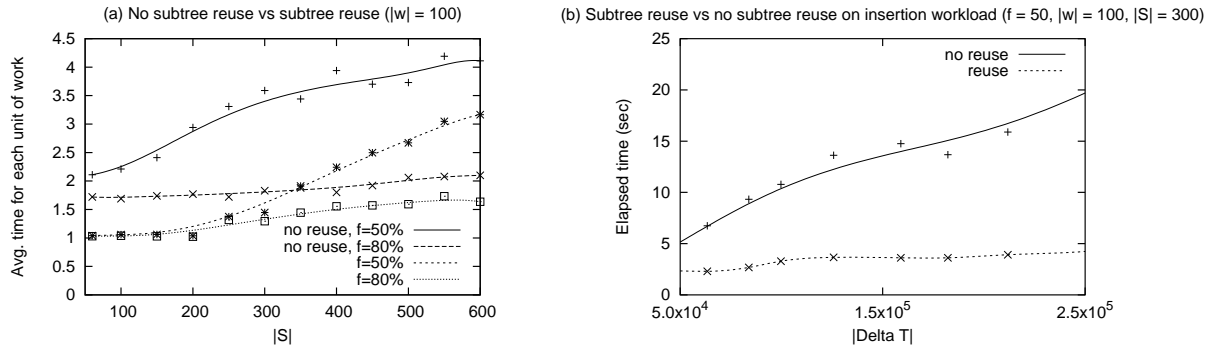 (a) No subtree reuse vs subtree reuse (|w| = 100)
4.5
4
3.5
3
2.5
2
1.5
1
0.5
0
Avg. time for each unit of work
no reuse, f=50%
no reuse, f=80%
f=50%
f=80%
100 200 300 400 500 600
|S|
(b) Subtree reuse vs no subtree reuse on insertion workload (f = 50, |w| = 100, |S| = 300)
25
20
15
10
5
0
Elapsed time (sec)
no reuse
reuse
5.0x10^4 1.5x10^5 2.5x10^5
|Delta T|